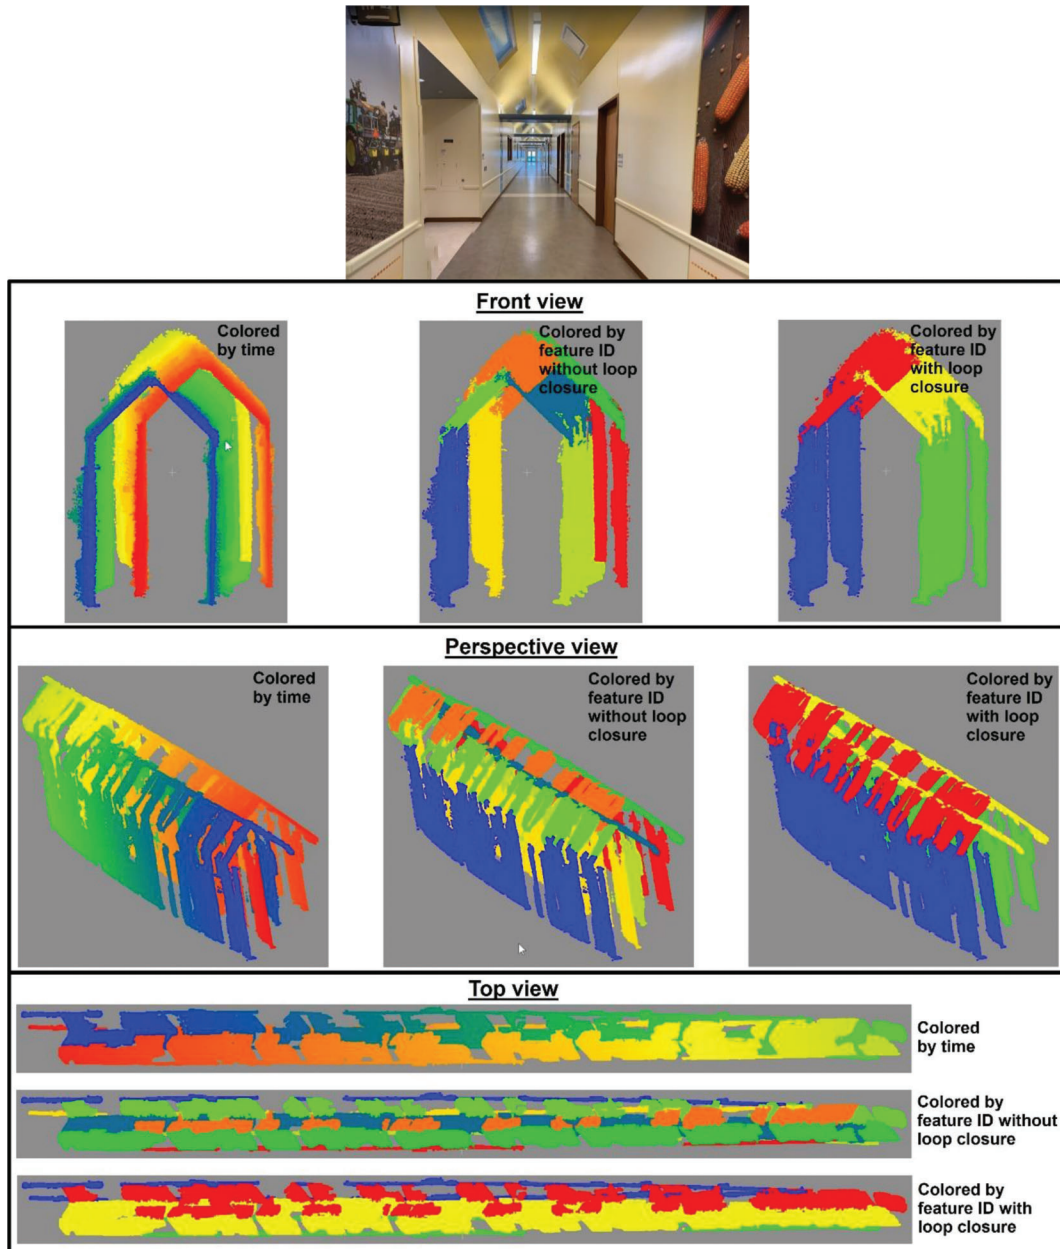 Front view
Colored
by time
Colored by
feature ID
without loop
closure
Colored by
feature ID
with loop
closure
Perspective view
Colored
by time
Colored by
feature ID
without loop
closure
Colored by
feature ID
with loop
closure
Top view
Colored
by time
Colored by
feature ID without
loop closure
Colored by
feature ID with
loop closure